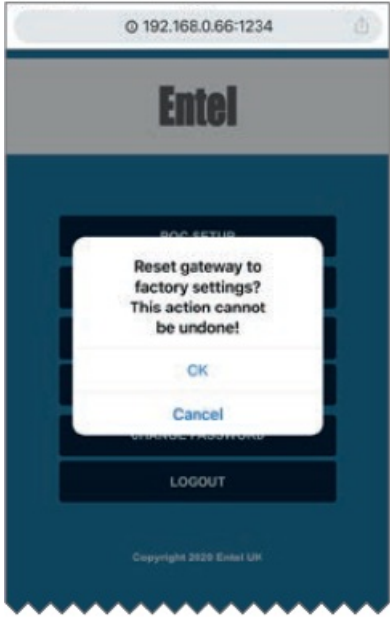 192.168.0.66:1234
Entel
POC SETUP
Reset gateway to
factory settings?
This action cannot
be undone!
OK
Cancel
CHANGE PASSWORD
LOGOUT
Copyright 2020 Entel UK